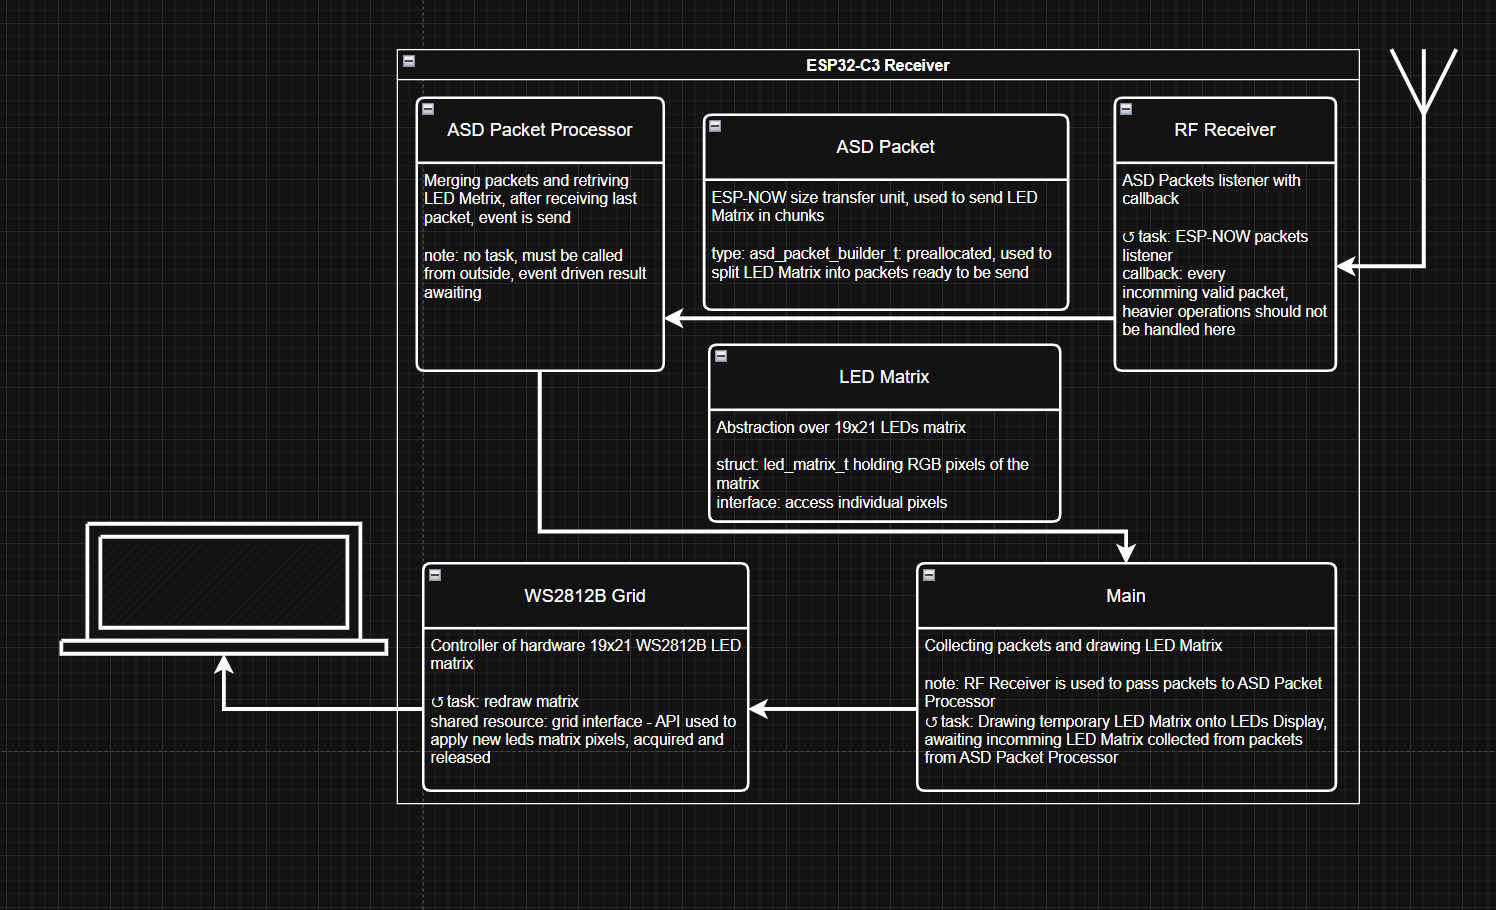 ESP32-C3 Receiver
ASD Packet Processor
Merging packets and retriving
LED Metrix, after receiving last
packet, event is send
note: no task, must be called
from outside, event driven result
awaiting
ASD Packet
ESP-NOW size transfer unit, used to send LED
Matrix in chunks
type: asd_packet_builder_t: preallocated, used to
split LED Matrix into packets ready to be send
RF Receiver
ASD Packets listener with
callback
↺ task: ESP-NOW packets
listener
callback: every
incomming valid packet,
heavier operations should not
be handled here
LED Matrix
Abstraction over 19x21 LEDs matrix
struct: led_matrix_t holding RGB pixels of the
matrix
interface: access individual pixels
WS2812B Grid
Controller of hardware 19x21 WS2812B LED
matrix
↺ task: redraw matrix
shared resource: grid interface - API used to
apply new leds matrix pixels, acquired and
released
Main
Collecting packets and drawing LED Matrix
note: RF Receiver is used to pass packets to ASD Packet
Processor
↺ task: Drawing temporary LED Matrix onto LEDs Display,
awaiting incomming LED Matrix collected from packets
from ASD Packet Processor